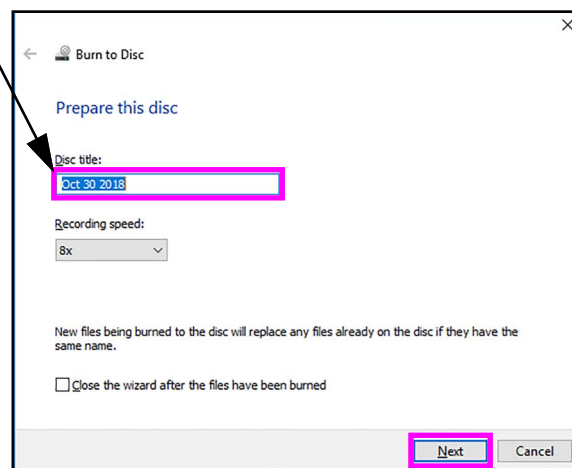 Burn to Disc
Prepare this disc
Disc title:
Oct 30 2018
Recording speed:
8x
New files being burned to the disc will replace any files already on the disc if they have the
same name.
Close the wizard after the files have been burned
Next Cancel